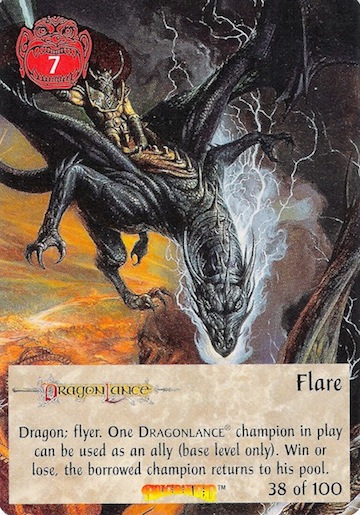 7
Flare
DRAGONLANCE
Dragon; flyer. One DRAGONLANCE® champion in play
can be used as an ally (base level only). Win or
lose, the borrowed champion returns to his pool.
™
38 of 100